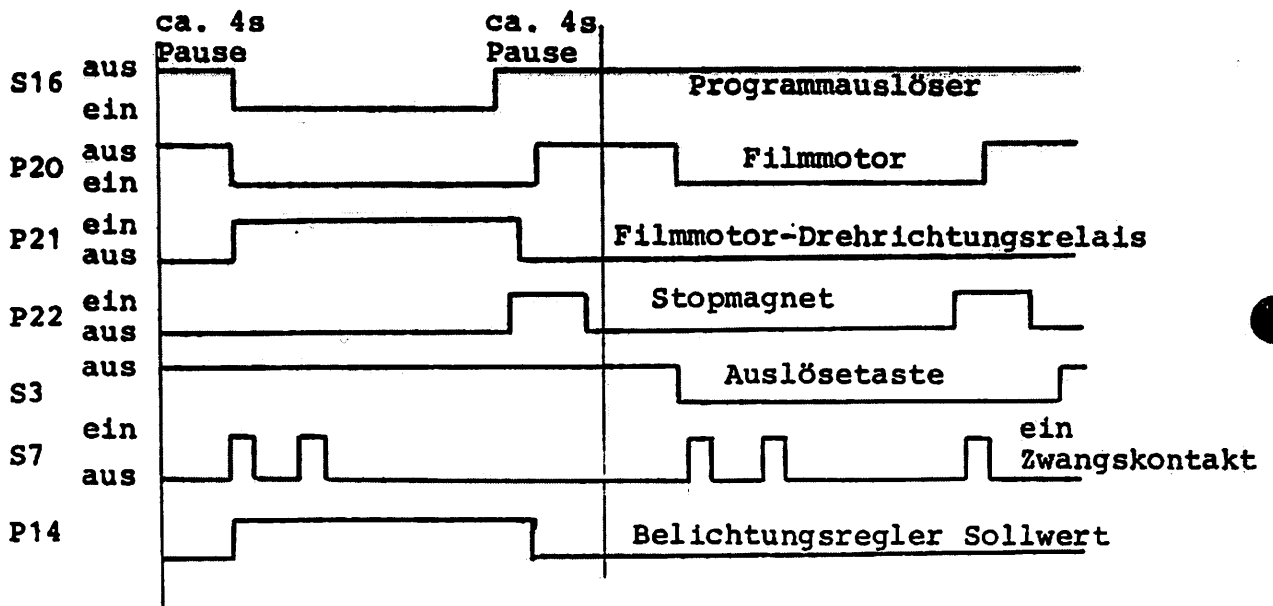 ca. 4s ca. 4s
Pause Pause
S16 aus
ein Programmauslöser
P20 aus
ein Filmmotor
P21 ein
aus Filmmotor-Drehrichtungsrelais
P22 ein
aus Stopmagnet
S3 aus Auslösetaste
S7 ein ein
aus Zwangskontakt
P14 Belichtungsregler Sollwert